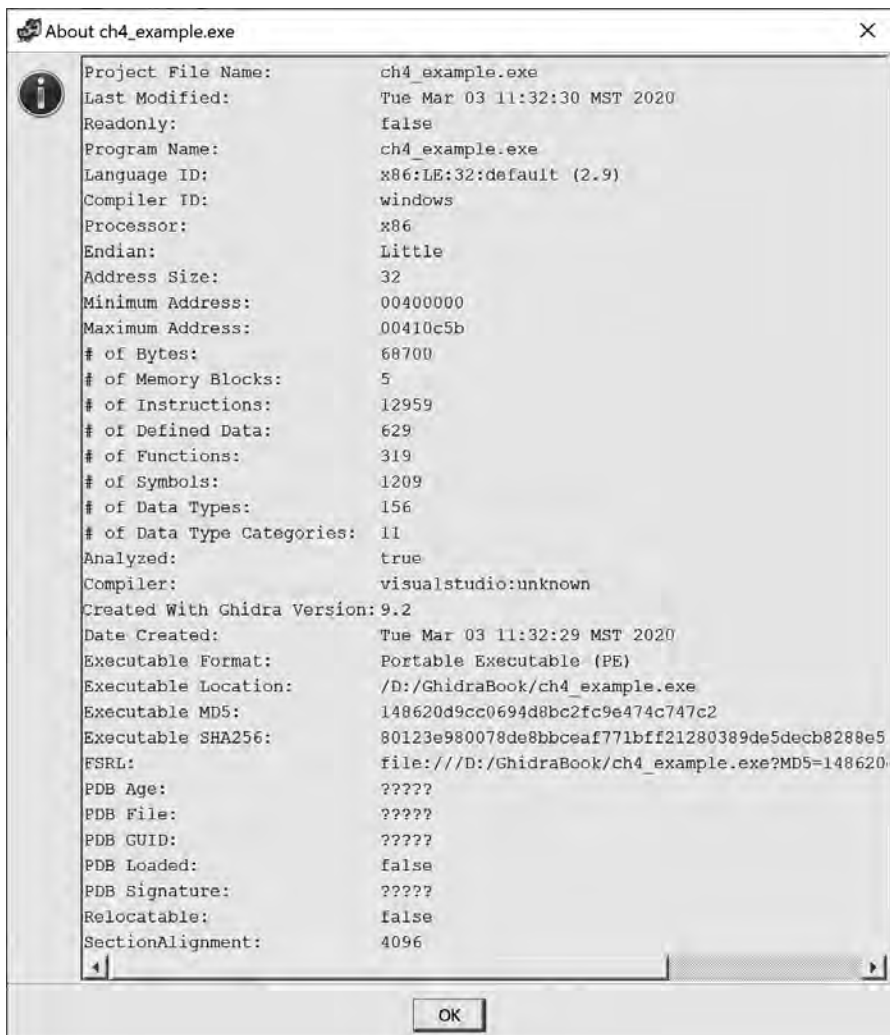 About ch4_example.exe
Project File Name: ch4_example.exe
Last Modified: Tue Mar 03 11:32:30 MST 2020
Readonly: false
Program Name: ch4_example.exe
Language ID: x86:LE:32:default (2.9)
Compiler ID: windows
Processor: x86
Endian: Little
Address Size: 32
Minimum Address: 00400000
Maximum Address: 00410c5b
# of Bytes: 68700
# of Memory Blocks: 5
# of Instructions: 12959
# of Defined Data: 629
# of Functions: 319
# of Symbols: 1209
# of Data Types: 156
# of Data Type Categories: 11
Analyzed: true
Compiler: visualstudio:unknown
Created With Ghidra Version: 9.2
Date Created: Tue Mar 03 11:32:29 MST 2020
Executable Format: Portable Executable (PE)
Executable Location: /D:/GhidraBook/ch4_example.exe
Executable MD5: 148620d9cc0694d8bc2fc9e474c747c2
Executable SHA256: 80123e980078de8bbceaf771bff21280389de5decb8288e5
FSRL: file:///D:/GhidraBook/ch4_example.exe?MD5=148620
PDB Age: ?????
PDB File: ?????
PDB GUID: ?????
PDB Loaded: false
PDB Signature: ?????
Relocatable: false
SectionAlignment: 4096
OK